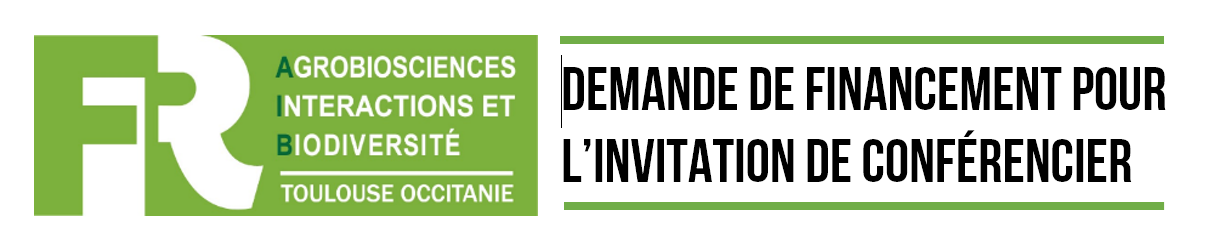 FR
AGROBIOSCIENCES
INTERACTIONS ET
BIODIVERSITÉ
TOULOUSE OCCITANIE
DEMANDE DE FINANCEMENT POUR
L’INVITATION DE CONFÉRENCIER